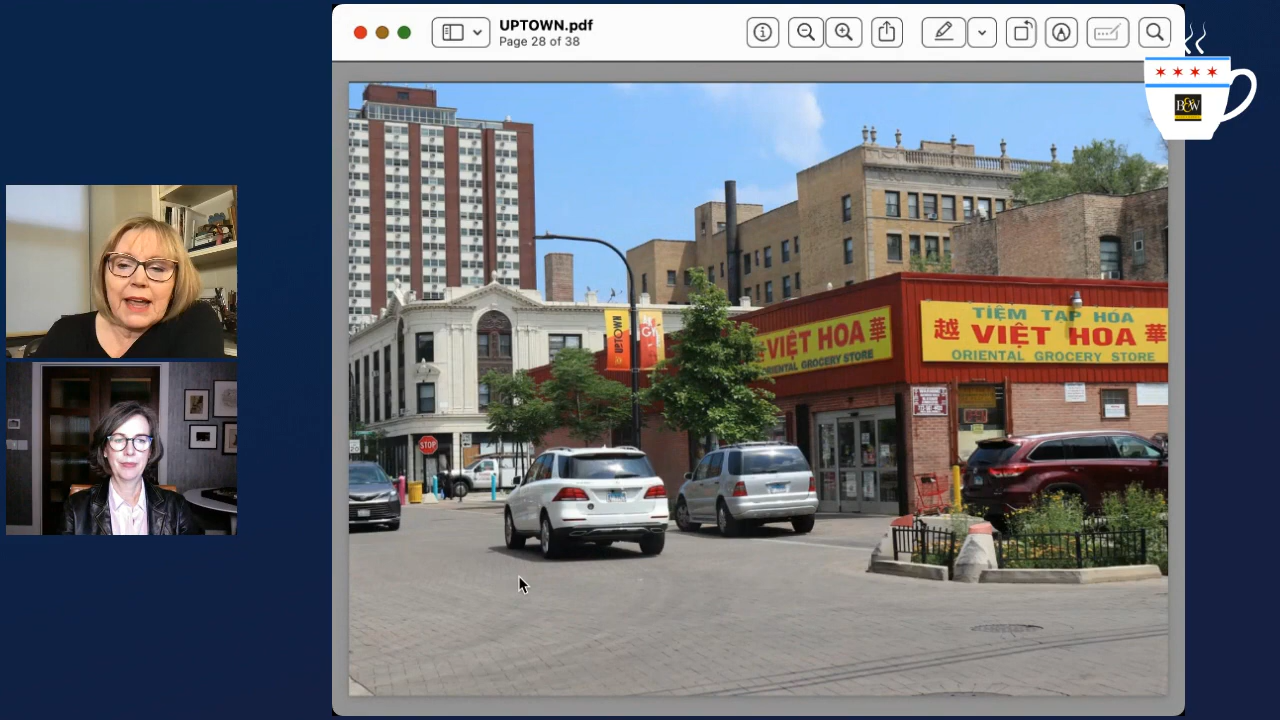 UPTOWN.pdf
Page 28 of 38
B&W
UPTOWN
VIỆT HOA 華
ORIENTAL GROCERY STORE
TIỆM TẠP HÓA
越 VIỆT HOA 華
ORIENTAL GROCERY STORE
STOP